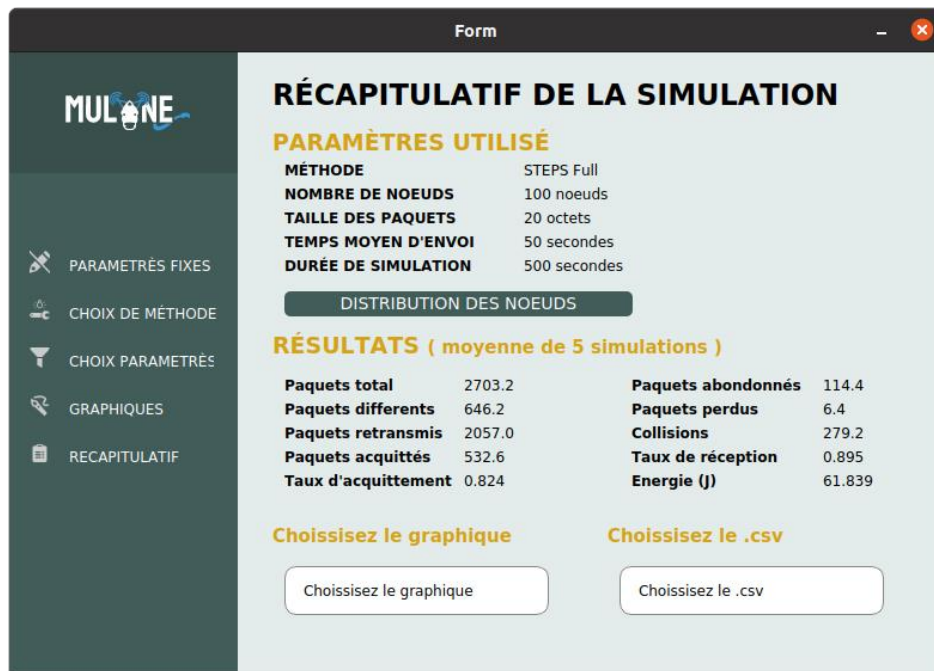 Form
MULANE
PARAMETRÈS FIXES
CHOIX DE MÉTHODE
CHOIX PARAMETRÈS
GRAPHIQUES
RECAPITULATIF
RÉCAPITULATIF DE LA SIMULATION
PARAMÈTRES UTILISÉ
MÉTHODE STEPS Full
NOMBRE DE NOEUDS 100 noeuds
TAILLE DES PAQUETS 20 octets
TEMPS MOYEN D'ENVOI 50 secondes
DURÉE DE SIMULATION 500 secondes
DISTRIBUTION DES NOEUDS
RÉSULTATS ( moyenne de 5 simulations )
Paquets total 2703.2 Paquets abondonnés 114.4
Paquets differents 646.2 Paquets perdus 6.4
Paquets retransmis 2057.0 Collisions 279.2
Paquets acquittés 532.6 Taux de réception 0.895
Taux d'acquittement 0.824 Energie (J) 61.839
Choissisez le graphique Choissisez le .csv
Choissisez le graphique Choissisez le .csv